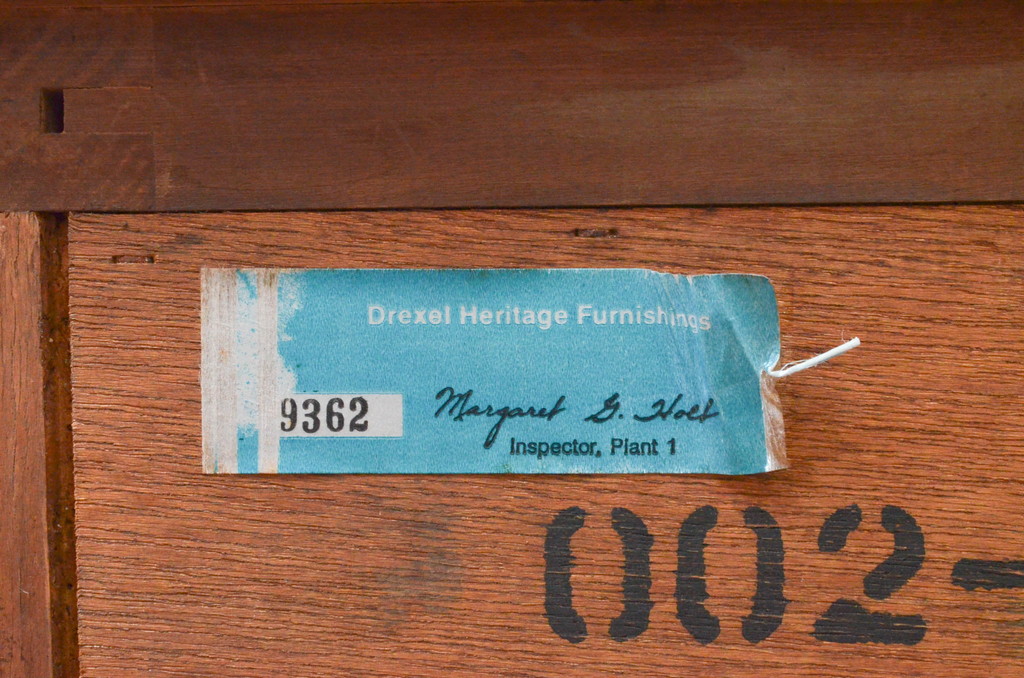 Drexel Heritage Furnishings
9362
Margaret G. Holt
Inspector, Plant 1
002-